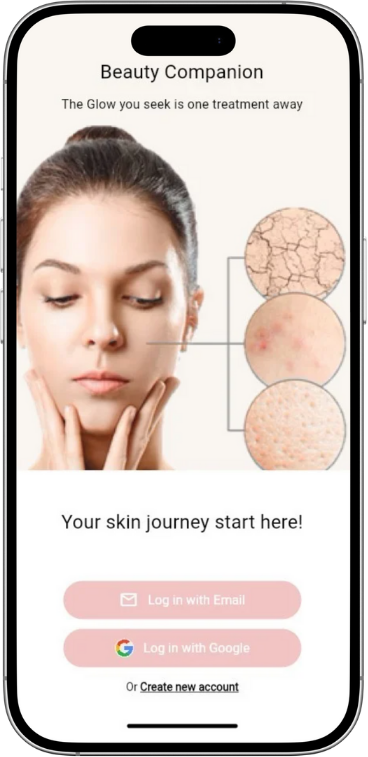 Beauty Companion
The Glow you seek is one treatment away
Your skin journey start here!
Log in with Email
Log in with Google
Or Create new account